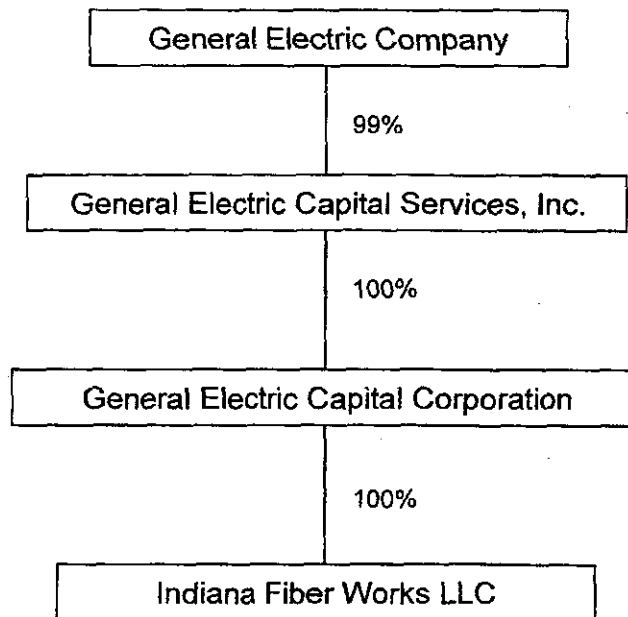 General Electric Company
99%
General Electric Capital Services, Inc.
100%
General Electric Capital Corporation
100%
Indiana Fiber Works LLC